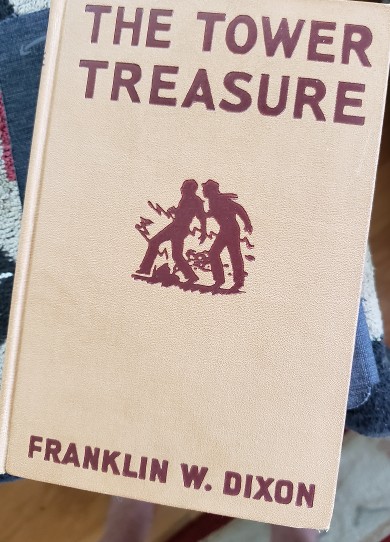 THE TOWER
TREASURE
FRANKLIN W. DIXON